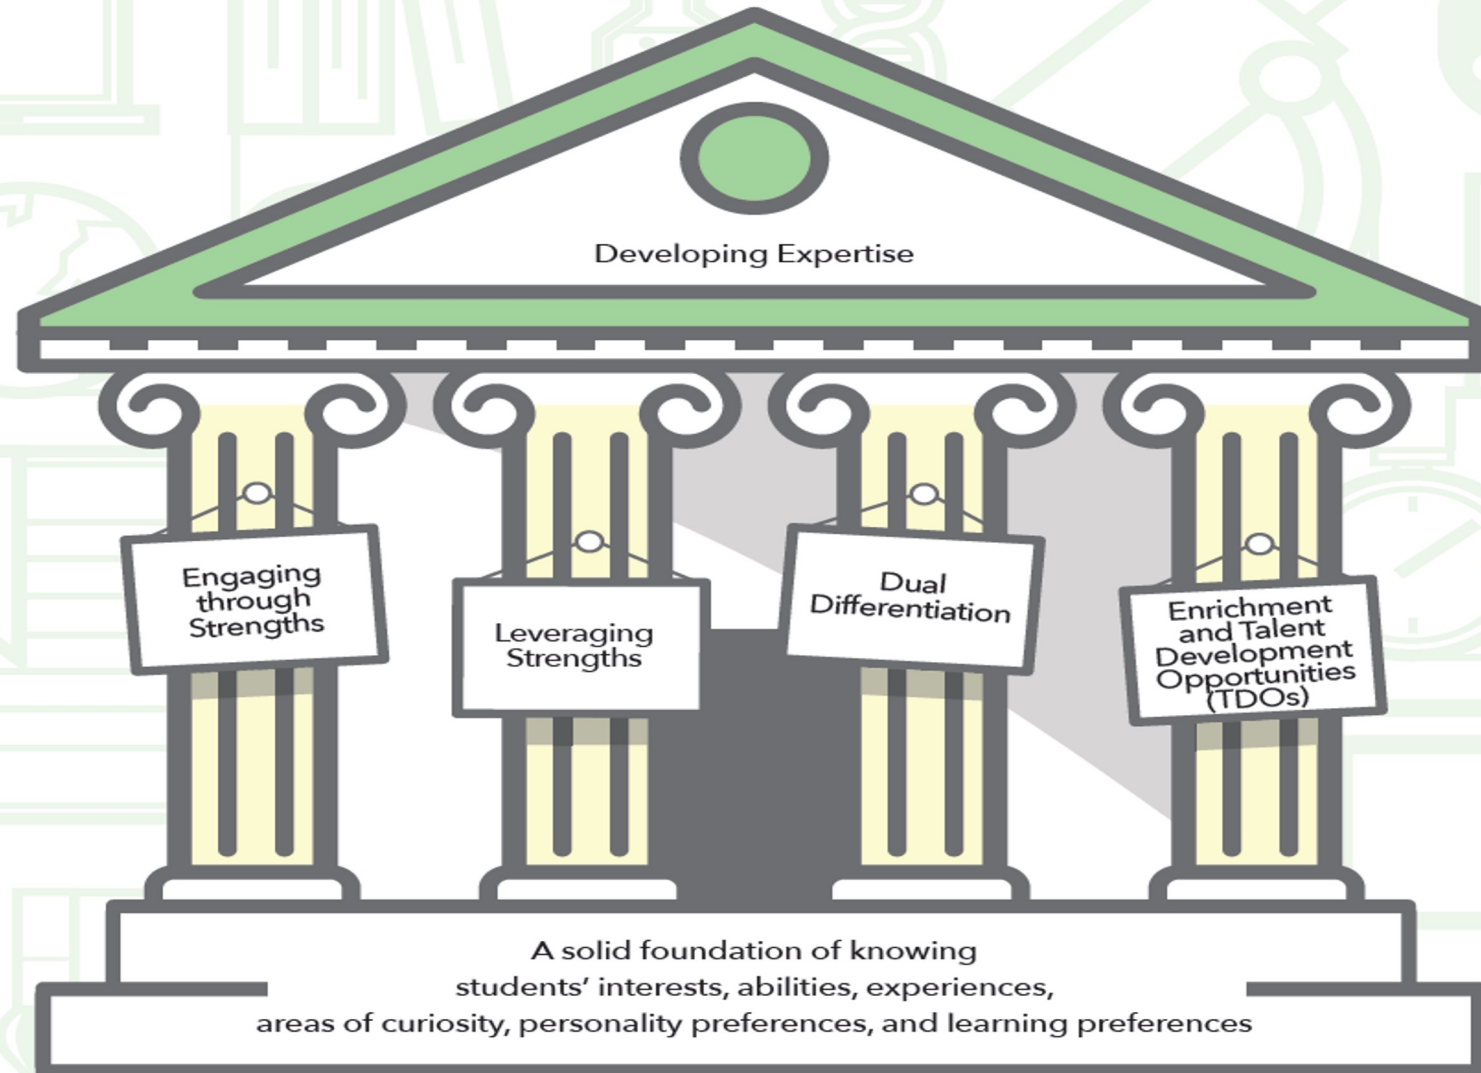 Developing Expertise
Engaging
through
Strengths
Leveraging
Strengths
Dual
Differentiation
Enrichment
and Talent
Development
Opportunities
(TDOs)
A solid foundation of knowing
students’ interests, abilities, experiences,
areas of curiosity, personality preferences, and learning preferences